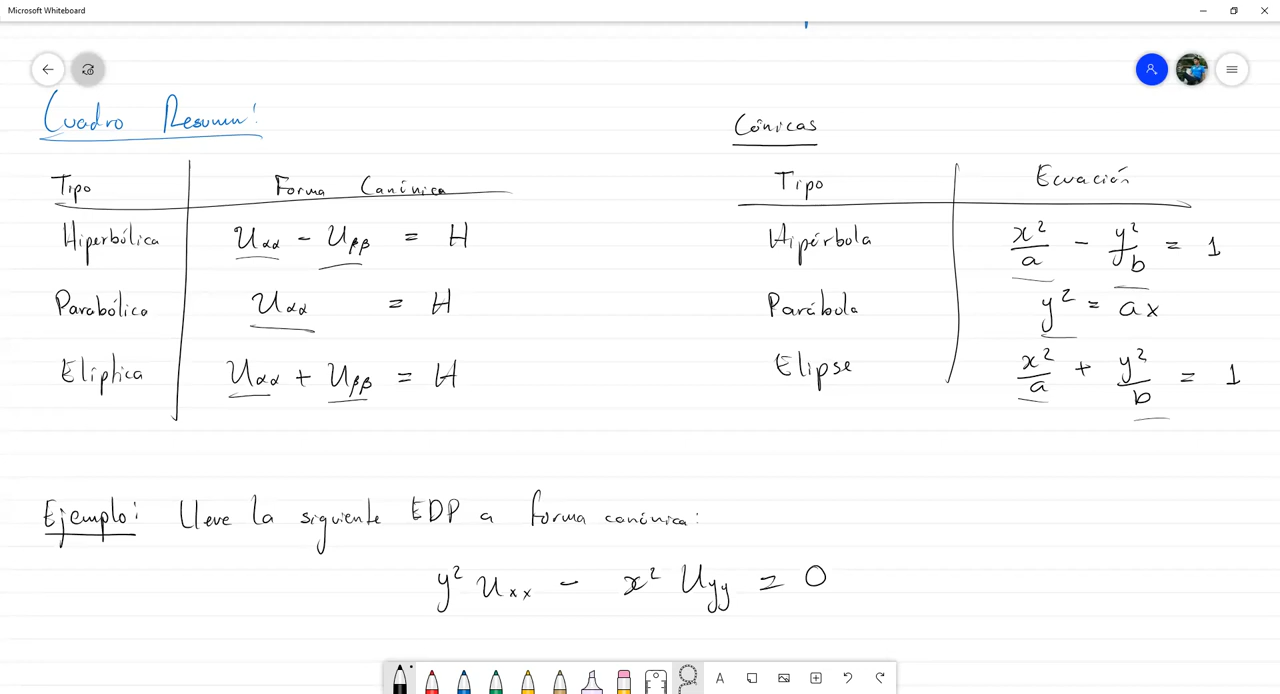 Microsoft Whiteboard
Cuadro Resumen:
Tipo Forma Canónica
Hiperbólica Uαα - Uββ = H
Parabólica Uαα = H
Elíptica Uαα + Uββ = H
Cónicas
Tipo Ecuación
Hipérbola x²/a - y²/b = 1
Parábola y² = ax
Elipse x²/a + y²/b = 1
Ejemplo: Lleve la siguiente EDP a forma canónica:
y² Uxx - x² Uyy = 0
A